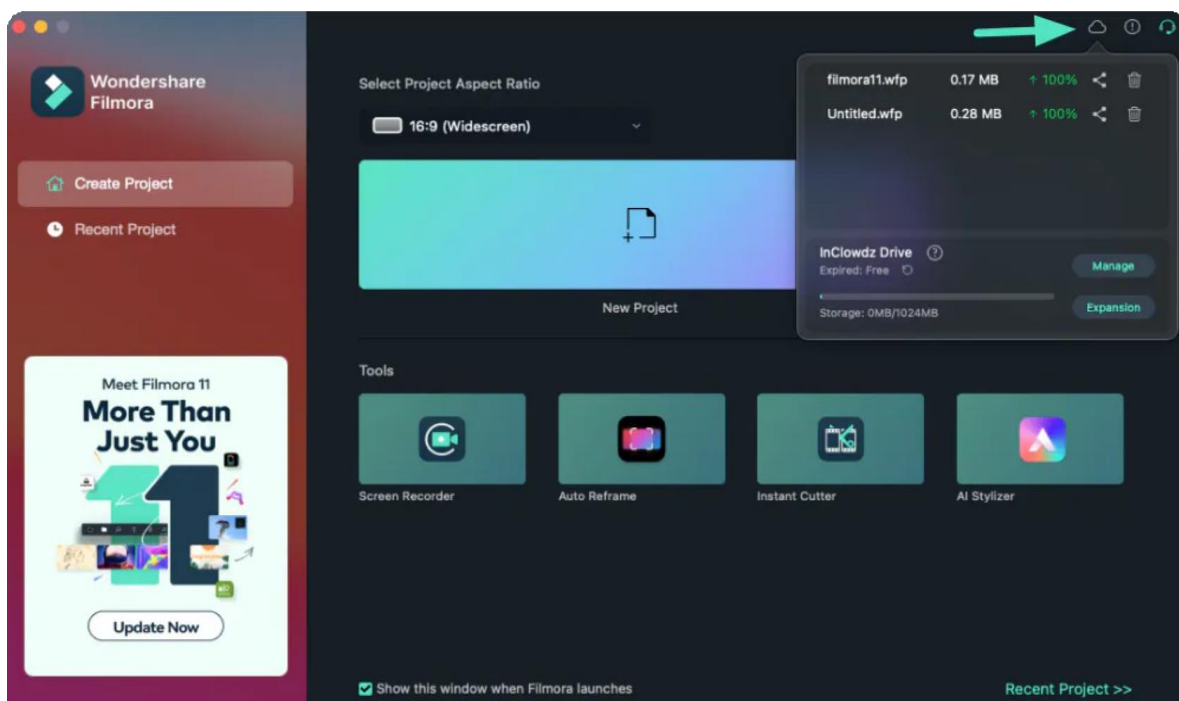 Wondershare
Filmora
Create Project
Recent Project
Meet Filmora 11
More Than
Just You
Update Now
Select Project Aspect Ratio
16:9 (Widescreen)
New Project
filmora11.wfp 0.17 MB ↑ 100%
Untitled.wfp 0.28 MB ↑ 100%
InClowdz Drive ?
Expired: Free
Manage
Storage: 0MB/1024MB
Expansion
Tools
Screen Recorder
Auto Reframe
Instant Cutter
AI Stylizer
Show this window when Filmora launches
Recent Project >>